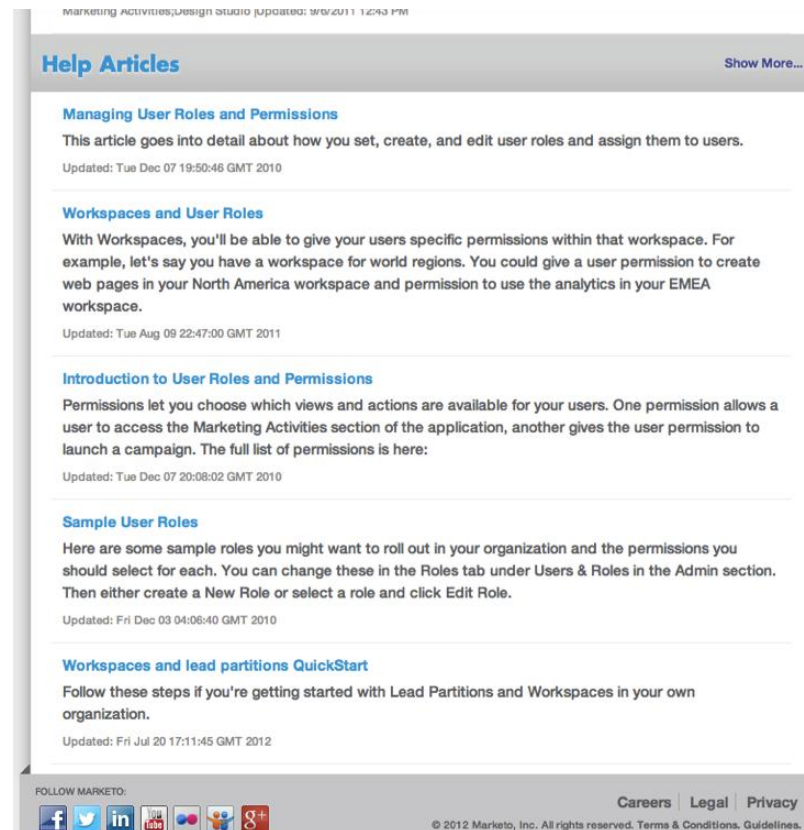 Marketing Activities;Design Studio |Updated: 9/6/2011 12:43 PM
Help Articles
Show More...
Managing User Roles and Permissions
This article goes into detail about how you set, create, and edit user roles and assign them to users.
Updated: Tue Dec 07 19:50:46 GMT 2010
Workspaces and User Roles
With Workspaces, you'll be able to give your users specific permissions within that workspace. For
example, let's say you have a workspace for world regions. You could give a user permission to create
web pages in your North America workspace and permission to use the analytics in your EMEA
workspace.
Updated: Tue Aug 09 22:47:00 GMT 2011
Introduction to User Roles and Permissions
Permissions let you choose which views and actions are available for your users. One permission allows a
user to access the Marketing Activities section of the application, another gives the user permission to
launch a campaign. The full list of permissions is here:
Updated: Tue Dec 07 20:08:02 GMT 2010
Sample User Roles
Here are some sample roles you might want to roll out in your organization and the permissions you
should select for each. You can change these in the Roles tab under Users & Roles in the Admin section.
Then either create a New Role or select a role and click Edit Role.
Updated: Fri Dec 03 04:06:40 GMT 2010
Workspaces and lead partitions QuickStart
Follow these steps if you're getting started with Lead Partitions and Workspaces in your own
organization.
Updated: Fri Jul 20 17:11:45 GMT 2012
FOLLOW MARKETO:
f in You Tube g+
Careers Legal Privacy
© 2012 Marketo, Inc. All rights reserved. Terms & Conditions. Guidelines.